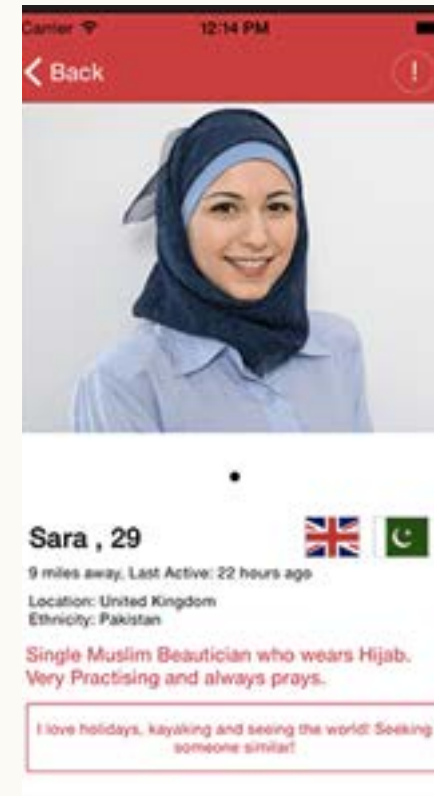 Carrier 12:14 PM
Back
!
Sara , 29
9 miles away, Last Active: 22 hours ago
Location: United Kingdom
Ethnicity: Pakistan
Single Muslim Beautician who wears Hijab.
Very Practising and always prays.
I love holidays, kayaking and seeing the world! Seeking
someone similar!